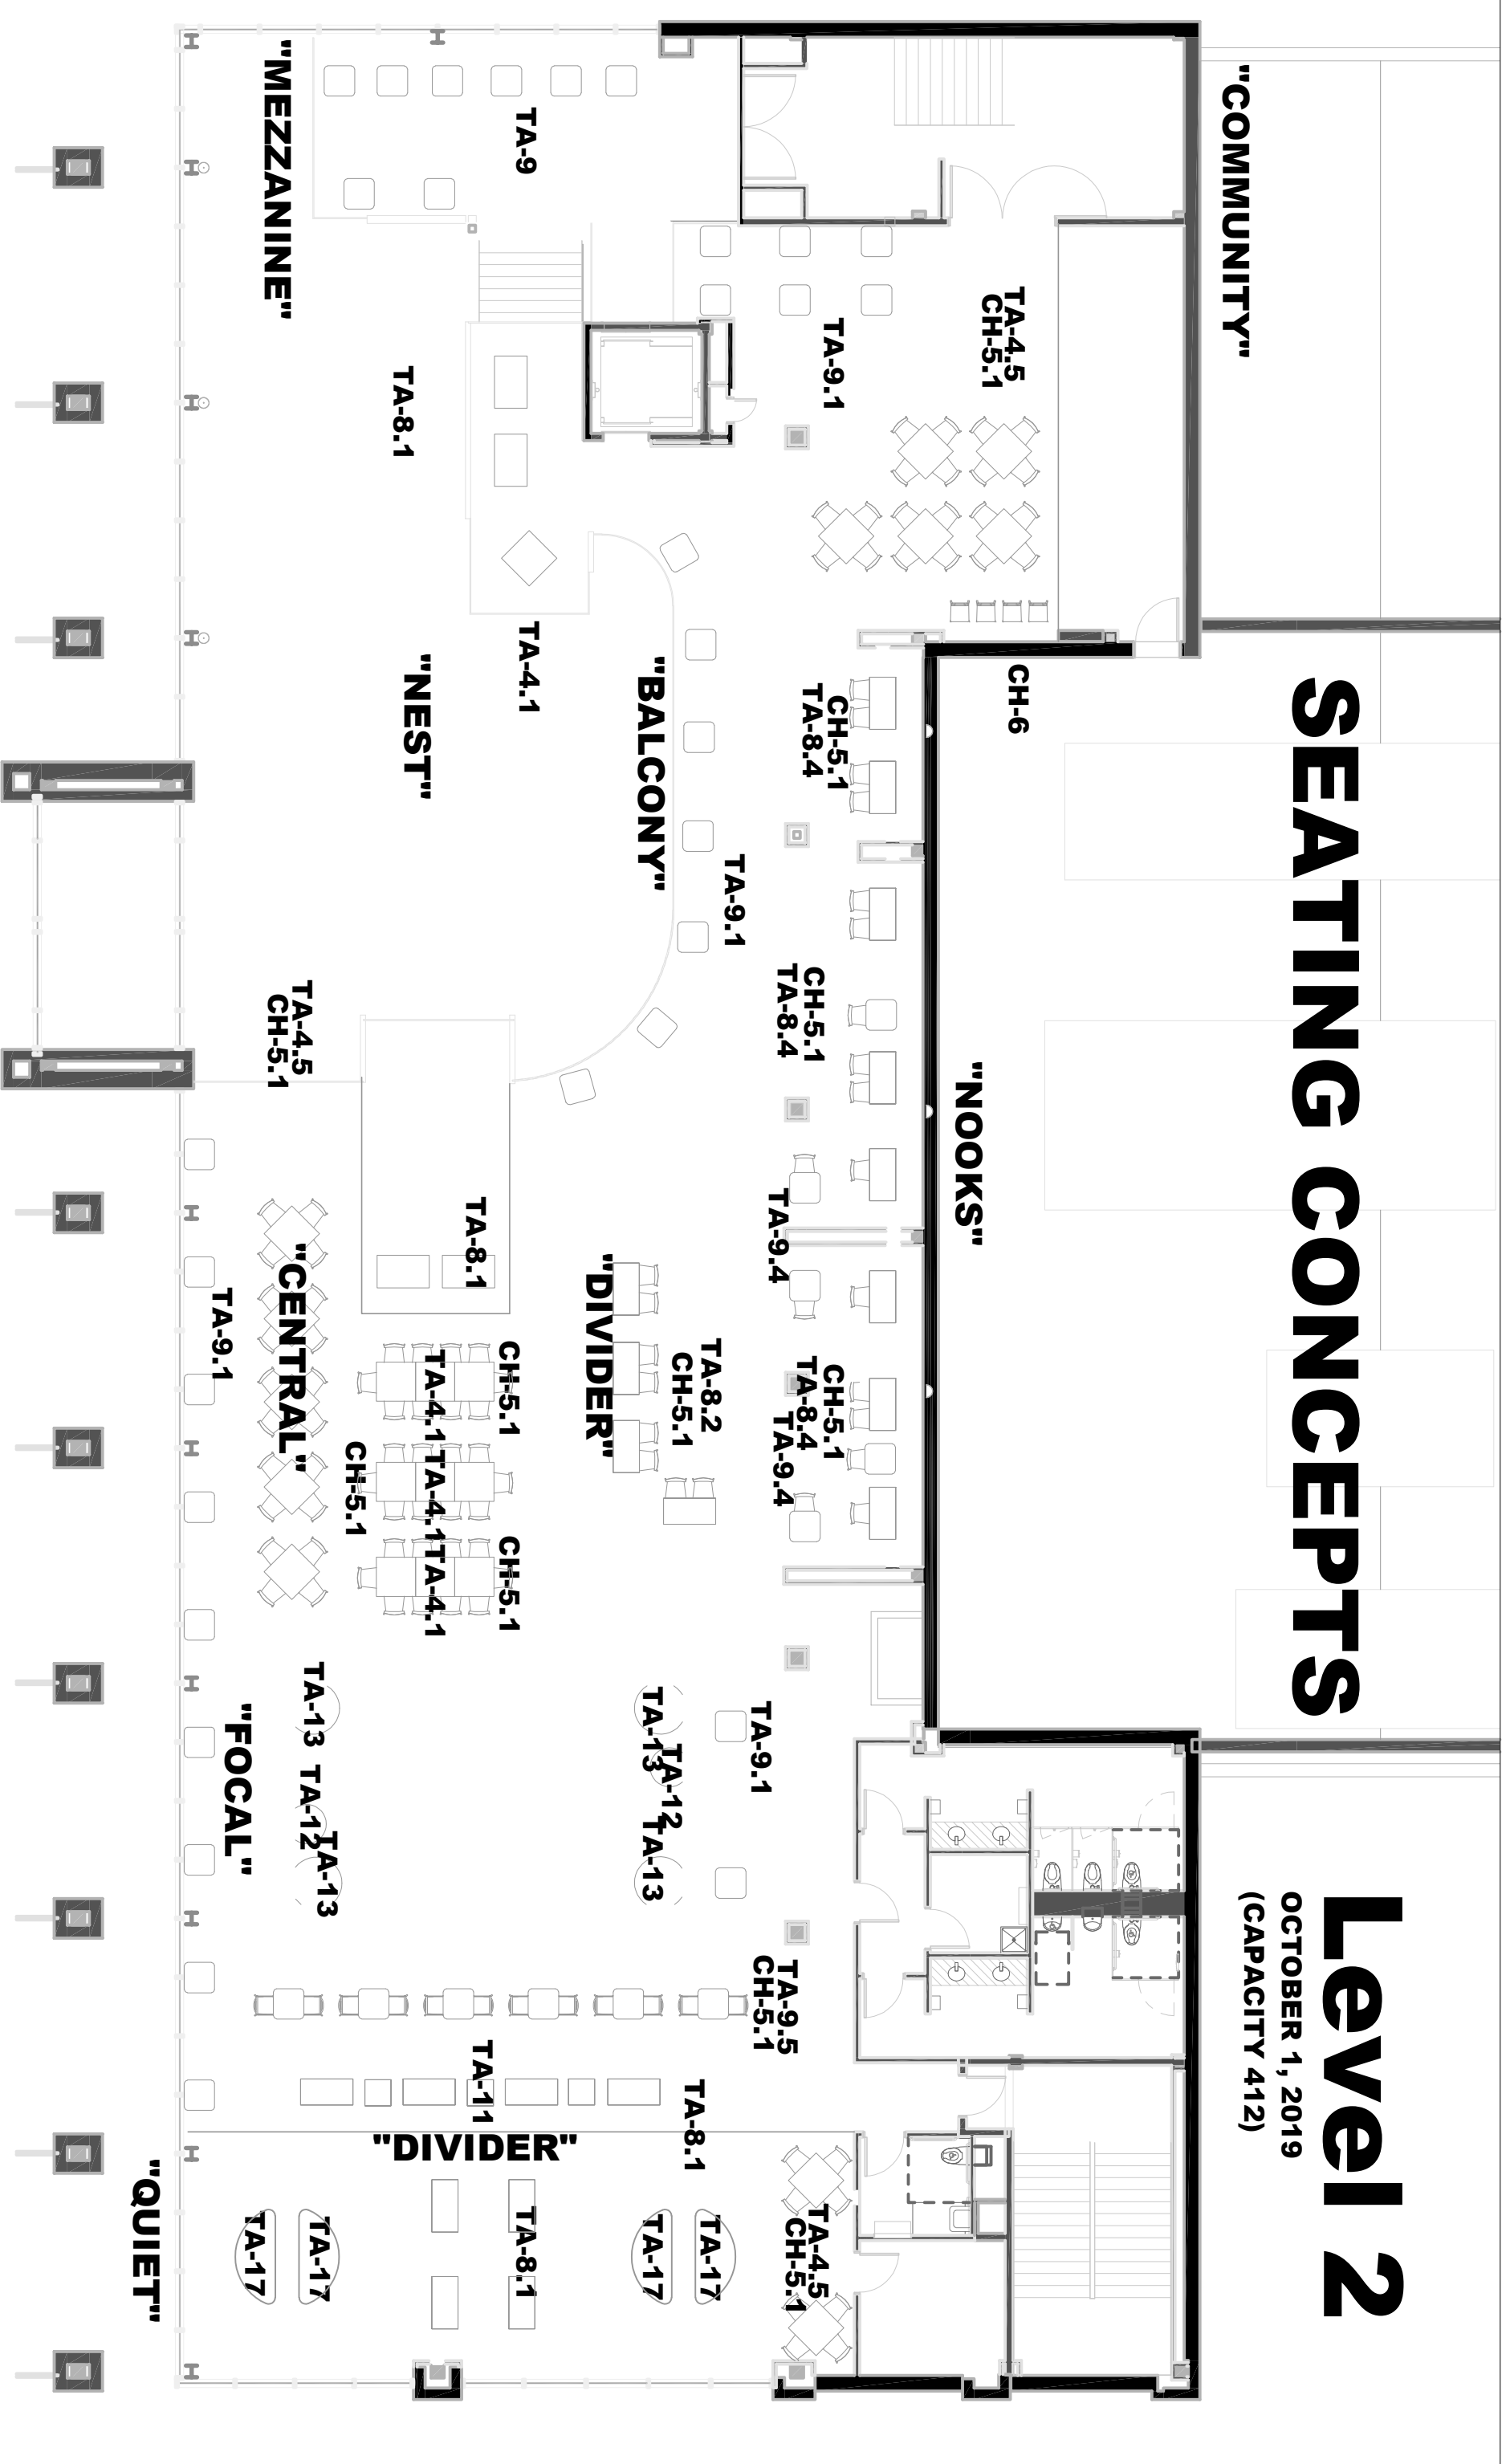 SEATING CONCEPTS
Level 2
OCTOBER 1, 2019
(CAPACITY 412)
"COMMUNITY"
TA-4.5
CH-5.1
CH-6
"NOOKS"
TA-9.1
CH-5.1
TA-8.4
CH-5.1
TA-8.4
TA-9.4
CH-5.1
TA-8.4
TA-9.4
TA-9.1
TA-9.1
TA-9.5
CH-5.1
TA-4.5
CH-5.1
"BALCONY"
TA-8.2
CH-5.1
"DIVIDER"
TA-13
TA-12
TA-13
TA-8.1
TA-17
TA-17
TA-9
TA-4.1
CH-5.1
CH-5.1
TA-8.1
TA-8.1
TA-11
"DIVIDER"
TA-8.1
"NEST"
TA-4.1
TA-4.1
TA-4.1
CH-5.1
"MEZZANINE"
TA-4.5
CH-5.1
"CENTRAL"
TA-9.1
TA-13
TA-12
TA-13
"FOCAL"
TA-17
TA-17
"QUIET"